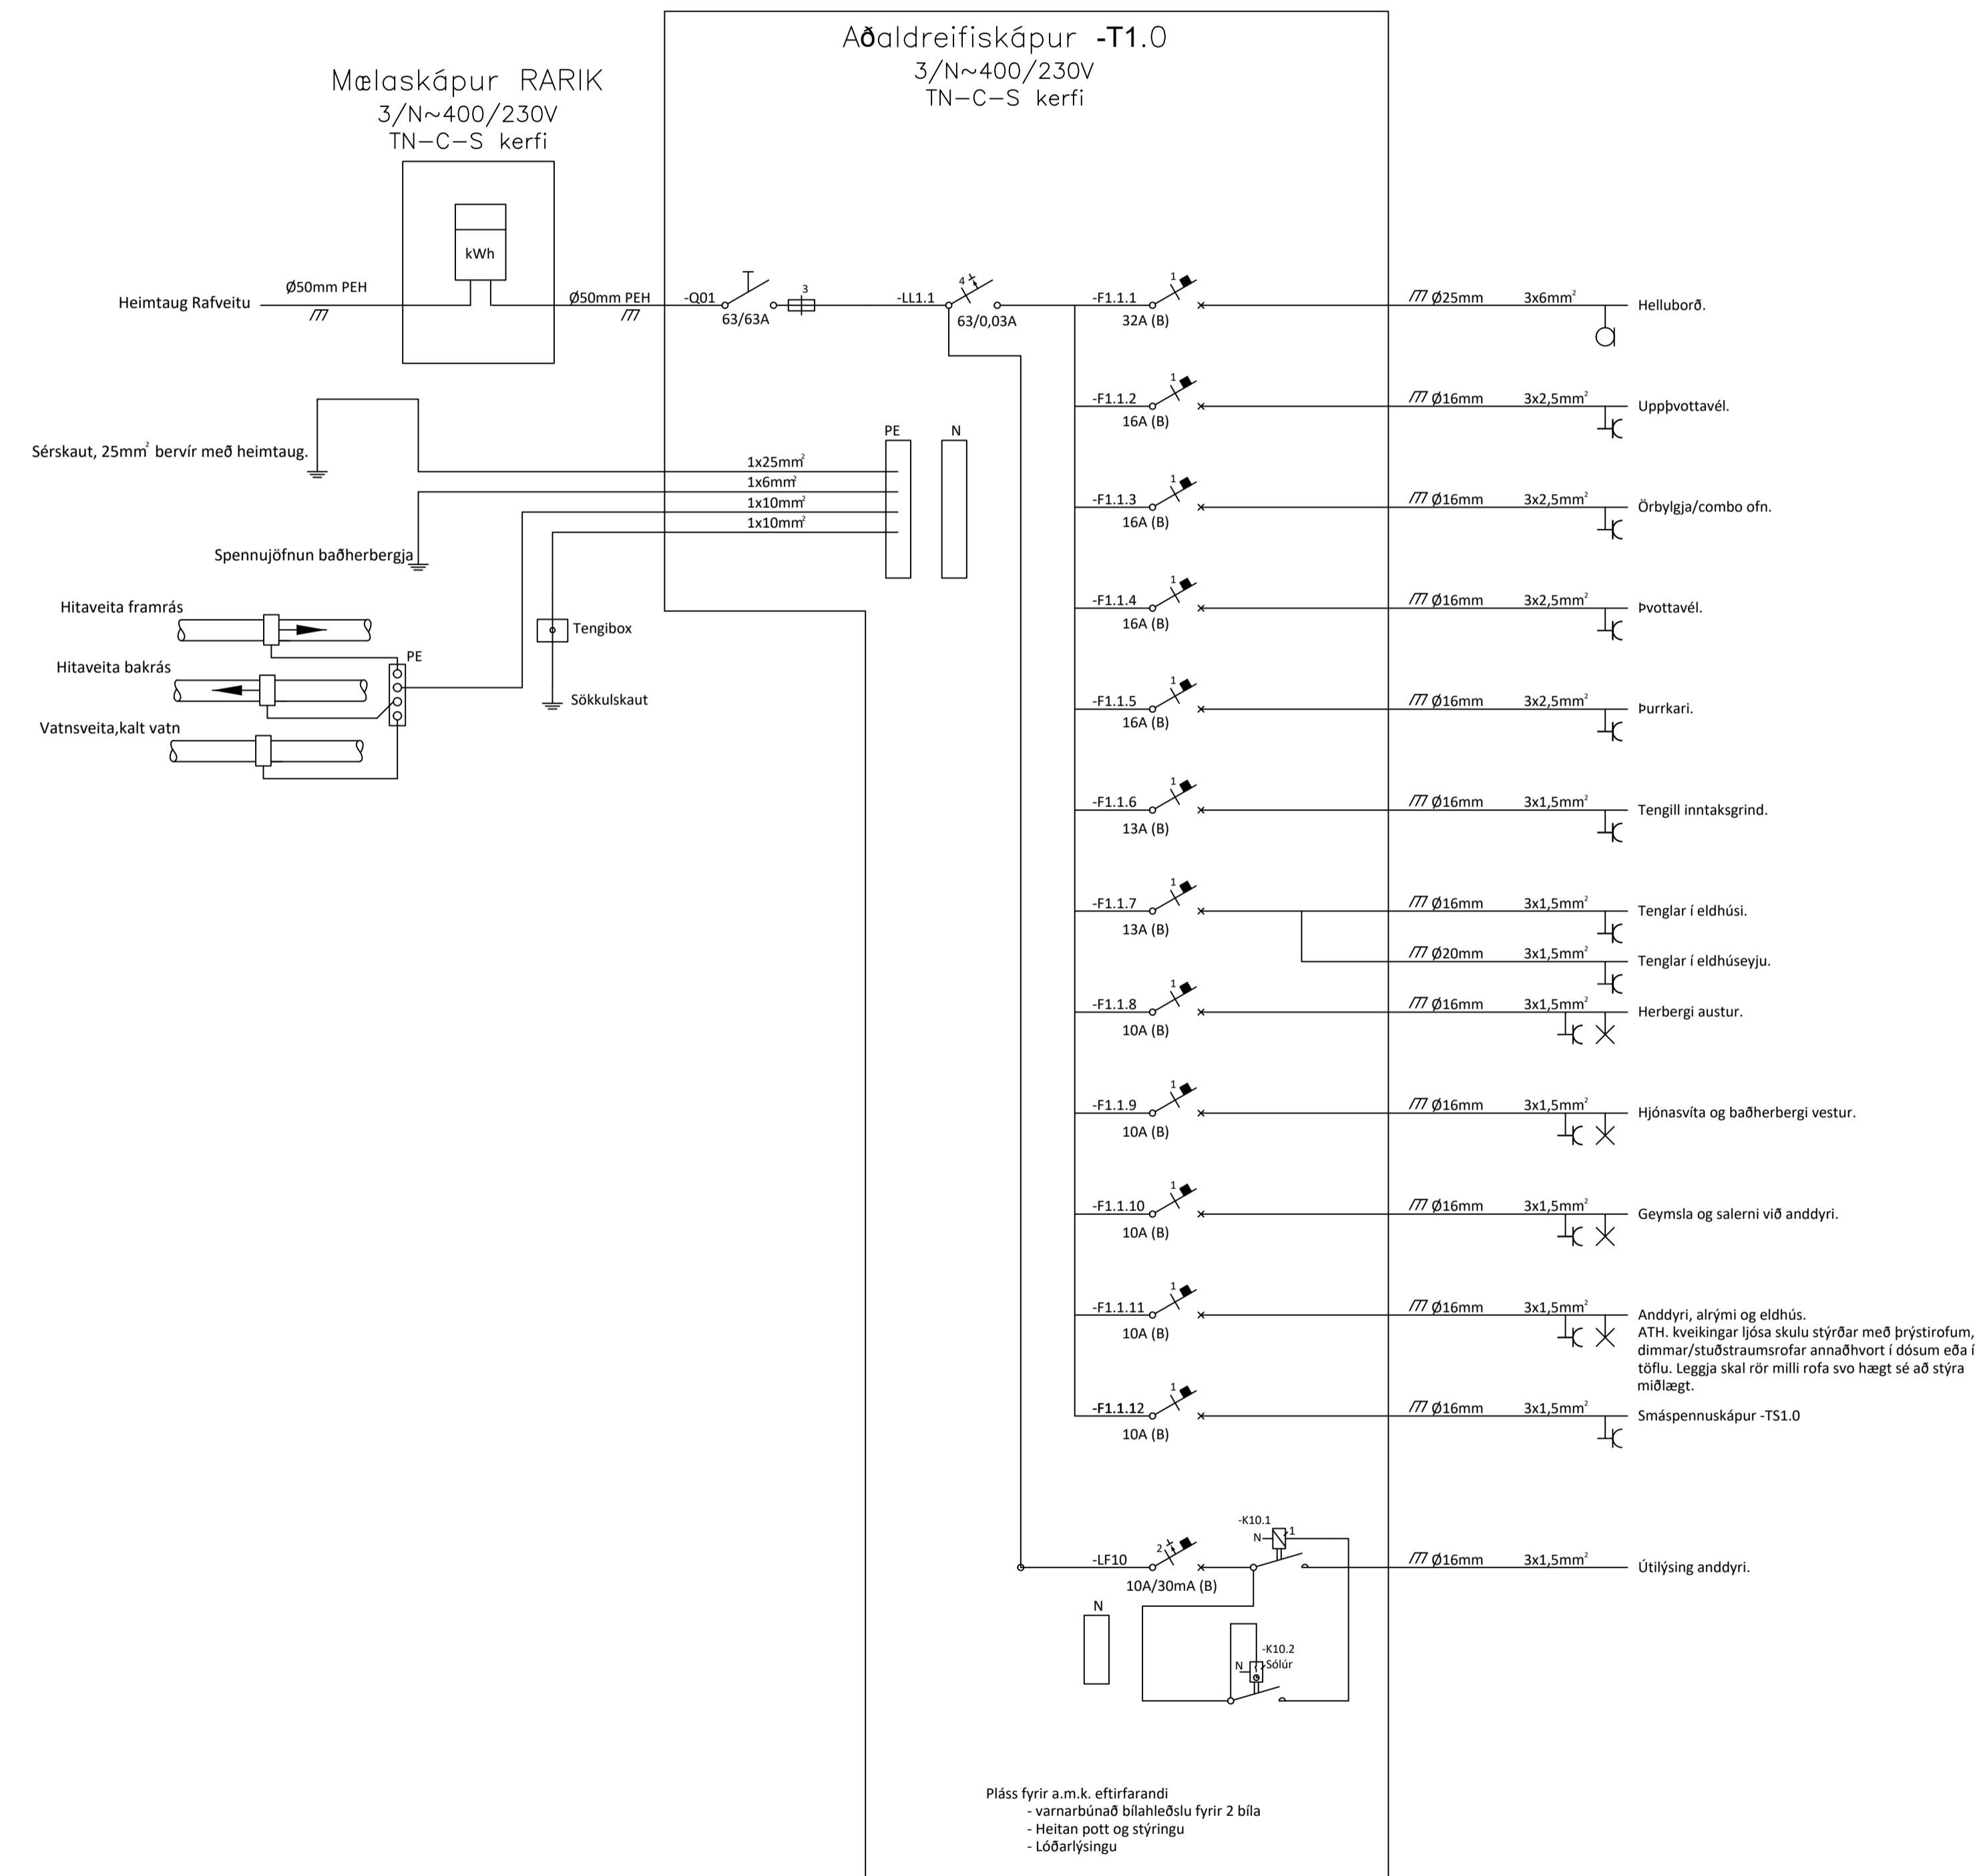 Aðaldreifiskápur -T1.0
3/N~400/230V
TN-C-S kerfi
Mælaskápur RARIK
3/N~400/230V
TN-C-S kerfi
kWh
Heimtaug Rafveitu
Ø50mm PEH
Ø50mm PEH
-Q01
63/63A
3
-LL1.1
4
63/0,03A
-F1.1.1
1
32A (B)
Ø25mm
3x6mm²
Helluborð.
-F1.1.2
1
16A (B)
Ø16mm
3x2,5mm²
Uppþvottavél.
Sérskaut, 25mm² bervír með heimtaug.
PE
N
1x25mm²
1x6mm²
1x10mm²
1x10mm²
Spennujöfnun baðherbergja
-F1.1.3
1
16A (B)
Ø16mm
3x2,5mm²
Örbylgja/combo ofn.
Hitaveita framrás
Tengibox
Hitaveita bakrás
PE
Sökkulskaut
Vatnsveita,kalt vatn
-F1.1.4
1
16A (B)
Ø16mm
3x2,5mm²
Þvottavél.
-F1.1.5
1
16A (B)
Ø16mm
3x2,5mm²
Þurrkari.
-F1.1.6
1
13A (B)
Ø16mm
3x1,5mm²
Tengill inntaksgrind.
-F1.1.7
1
13A (B)
Ø16mm
3x1,5mm²
Tenglar í eldhúsi.
Ø20mm
3x1,5mm²
Tenglar í eldhúseyju.
-F1.1.8
1
10A (B)
Ø16mm
3x1,5mm²
Herbergi austur.
-F1.1.9
1
10A (B)
Ø16mm
3x1,5mm²
Hjónasvíta og baðherbergi vestur.
-F1.1.10
1
10A (B)
Ø16mm
3x1,5mm²
Geymsla og salerni við anddyri.
-F1.1.11
1
10A (B)
Ø16mm
3x1,5mm²
Anddyri, alrými og eldhús.
ATH. kveikingar ljósa skulu stýrðar með þrýstirofum,
dimmar/stuðstraumsrofar annaðhvort í dósum eða í
töflu. Leggja skal rör milli rofa svo hægt sé að stýra
miðlægt.
-F1.1.12
1
10A (B)
Ø16mm
3x1,5mm²
Smáspennuskápur -TS1.0
-LF10
2
10A/30mA (B)
-K10.1
N
1
Ø16mm
3x1,5mm²
Útilýsing anddyri.
N
-K10.2
N
Sólúr
Pláss fyrir a.m.k. eftirfarandi
- varnarbúnað bílahleðslu fyrir 2 bíla
- Heitan pott og stýringu
- Lóðarlýsingu